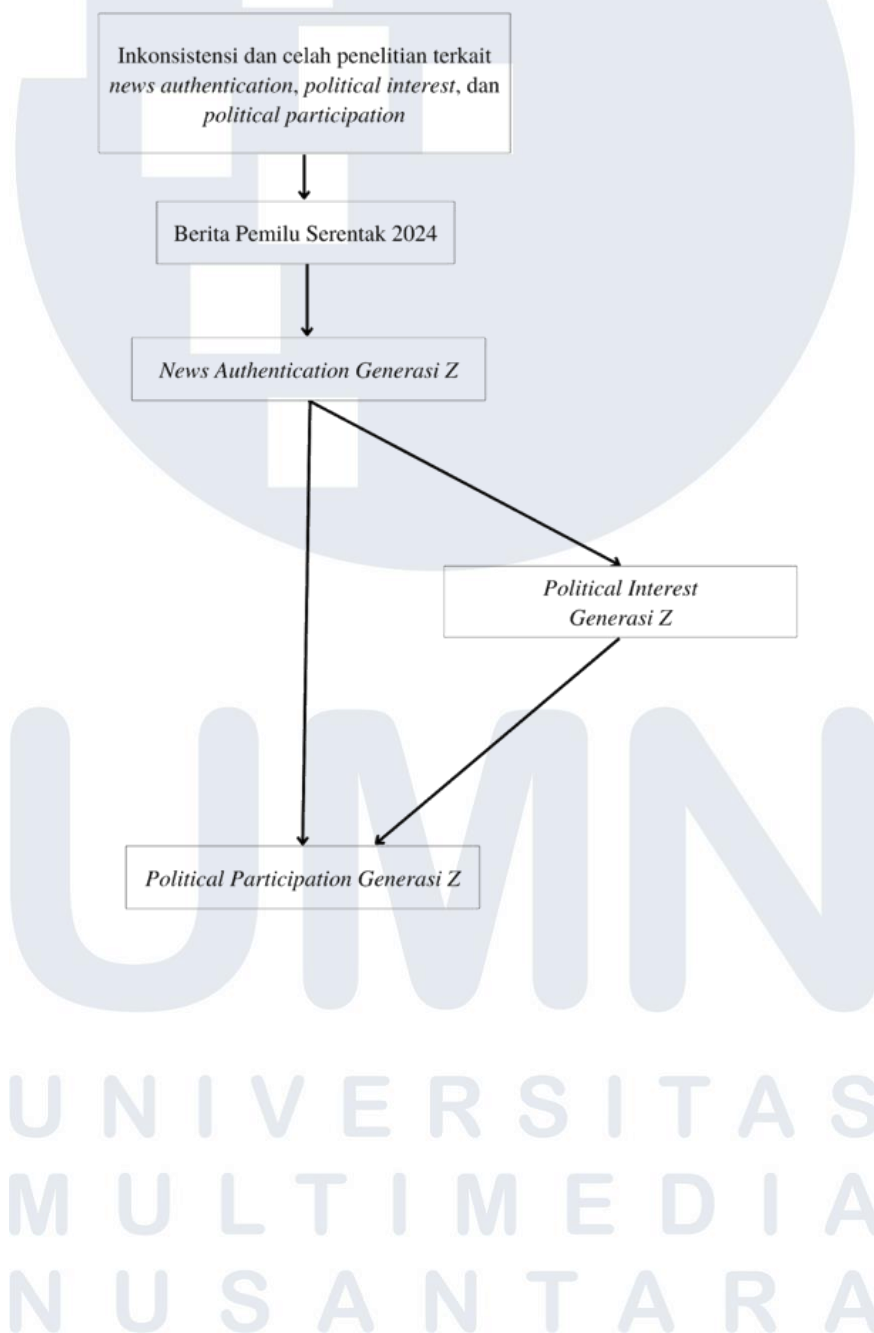 Inkonsistensi dan celah penelitian terkait
news authentication, political interest, dan
political participation
Berita Pemilu Serentak 2024
News Authentication Generasi Z
Political Interest
Generasi Z
Political Participation Generasi Z
UMN
UNIVERSITAS
MULTIMEDIA
NUSANTARA